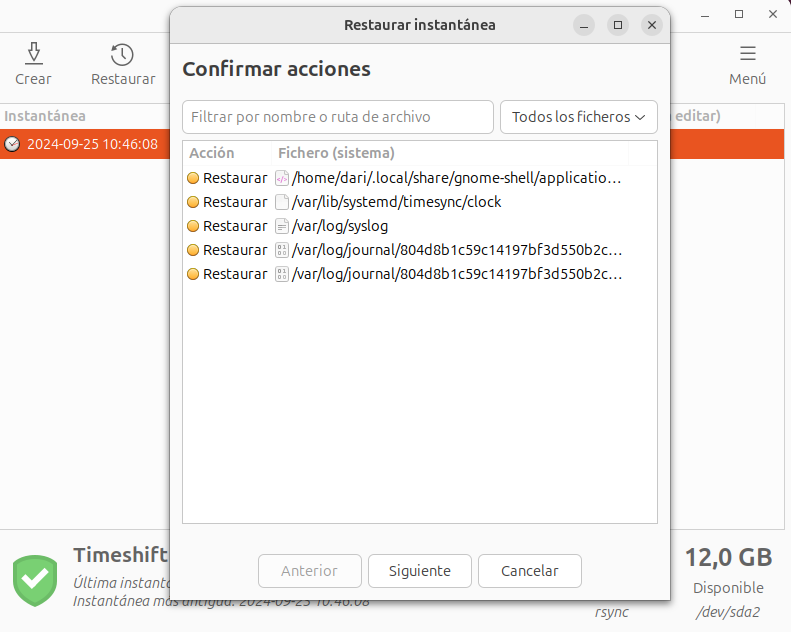 Restaurar instantánea
Crear
Restaurar
Menú
Confirmar acciones
Filtrar por nombre o ruta de archivo
Todos los ficheros
Instantánea
editar)
2024-09-25 10:46:08
Acción Fichero (sistema)
Restaurar /home/dari/.local/share/gnome-shell/applicatio...
Restaurar /var/lib/systemd/timesync/clock
Restaurar /var/log/syslog
Restaurar /var/log/journal/804d8b1c59c14197bf3d550b2c...
Restaurar /var/log/journal/804d8b1c59c14197bf3d550b2c...
Anterior
Siguiente
Cancelar
Timeshift
Última instant
Instantánea más antigua: 2024-09-25 10:46:08
rsync
12,0 GB
Disponible
/dev/sda2